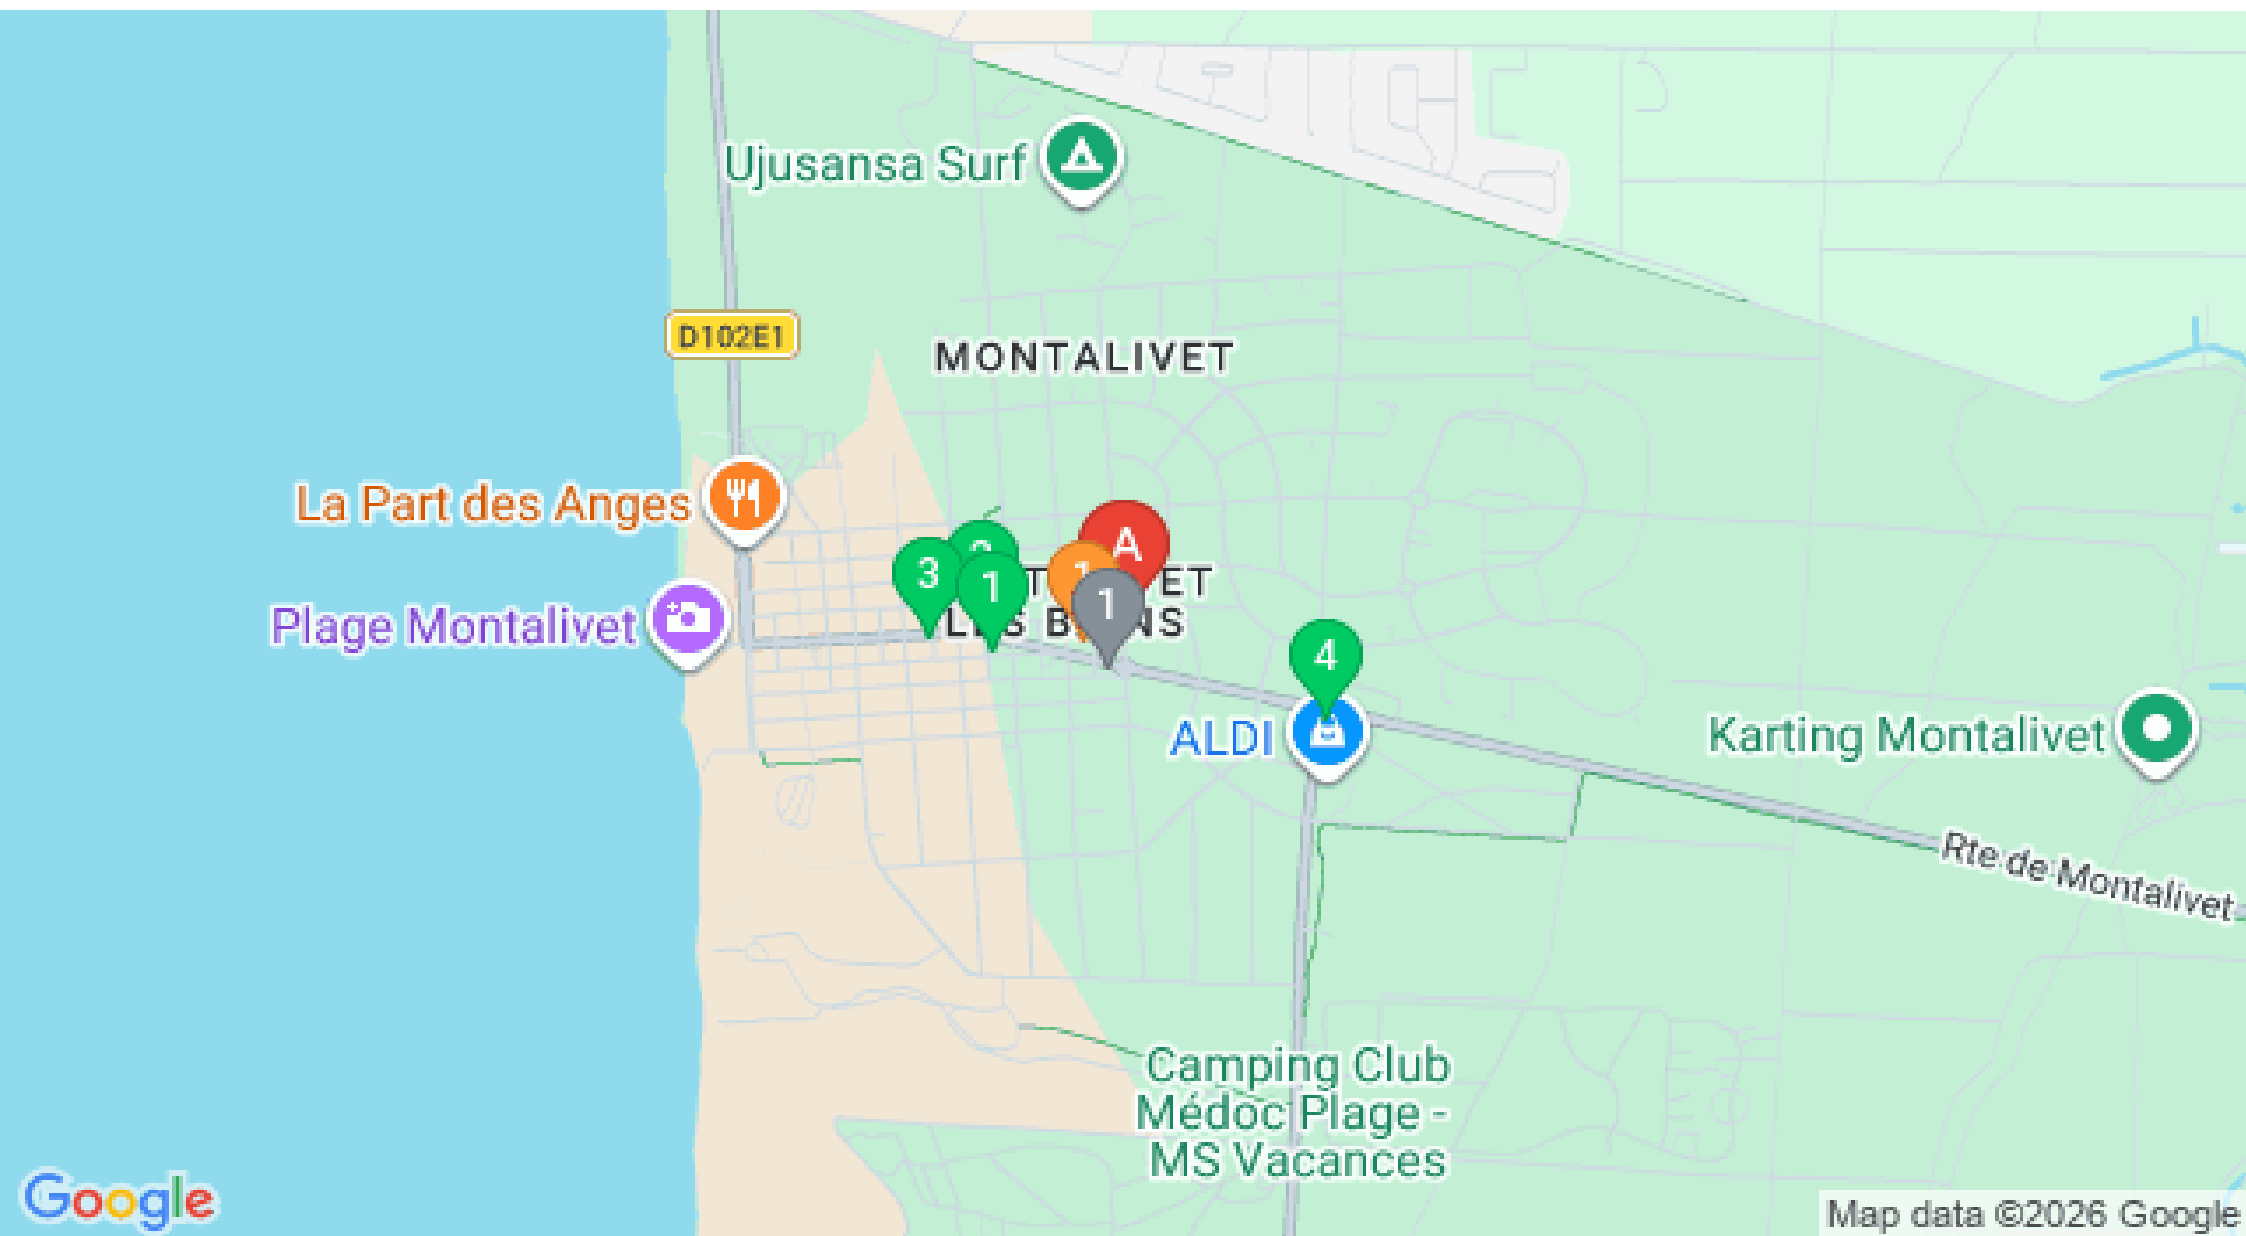 Ujusansa Surf
D102E1
MONTALIVET
La Part des Anges
A
3
1
1
Plage Montalivet
4
ALDI
Karting Montalivet
Rte de Montalivet
Camping Club
Médoc Plage -
MS Vacances
Google
Map data ©2026 Google